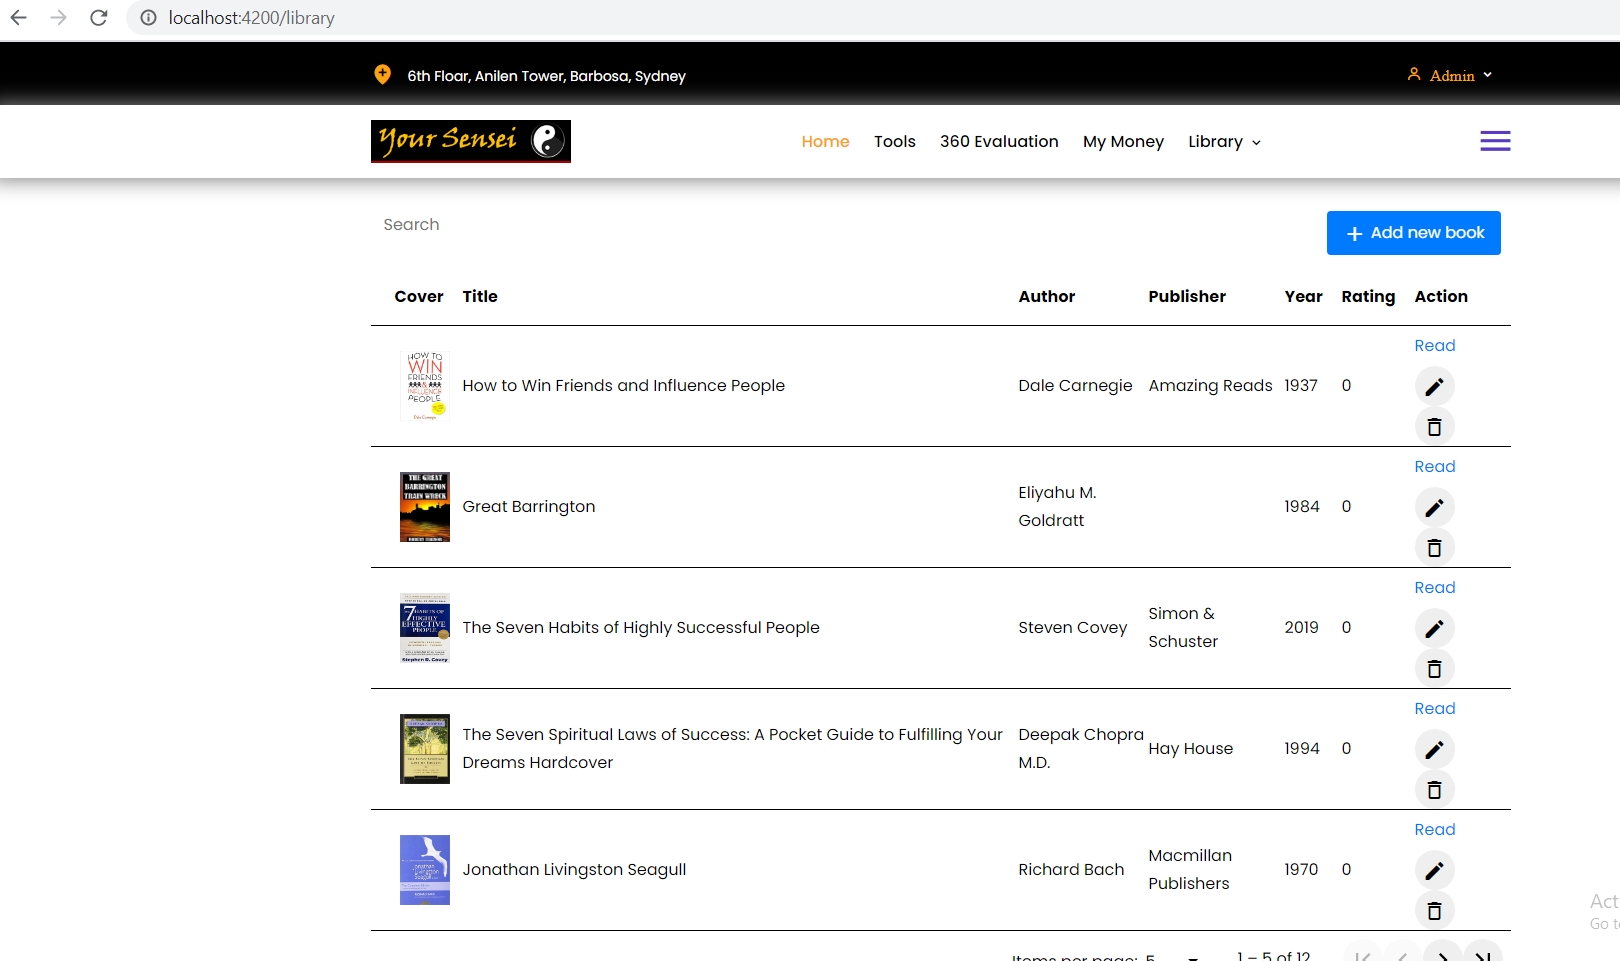 localhost:4200/library
6th Floar, Anilen Tower, Barbosa, Sydney
Admin
Your Sensei
Home Tools 360 Evaluation My Money Library
Search
Add new book
Cover Title Author Publisher Year Rating Action
HOW TO
WIN
FRIENDS
&
INFLUENCE
PEOPLE
Dale Carnegie
How to Win Friends and Influence People
Dale Carnegie
Amazing Reads
1937
0
Read
THE GREAT
BARRINGTON
TRAIN WRECK
Great Barrington
Eliyahu M.
Goldratt
1984
0
Read
7 HABITS OF
HIGHLY
EFFECTIVE
PEOPLE
Stephen R. Covey
The Seven Habits of Highly Successful People
Steven Covey
Simon &
Schuster
2019
0
Read
The Seven Spiritual Laws of Success: A Pocket Guide to Fulfilling Your
Dreams Hardcover
Deepak Chopra
M.D.
Hay House
1994
0
Read
Jonathan
Livingston
Seagull
Jonathan Livingston Seagull
Richard Bach
Macmillan
Publishers
1970
0
Read
Items per page: 5
1 – 5 of 12
Act
Go t